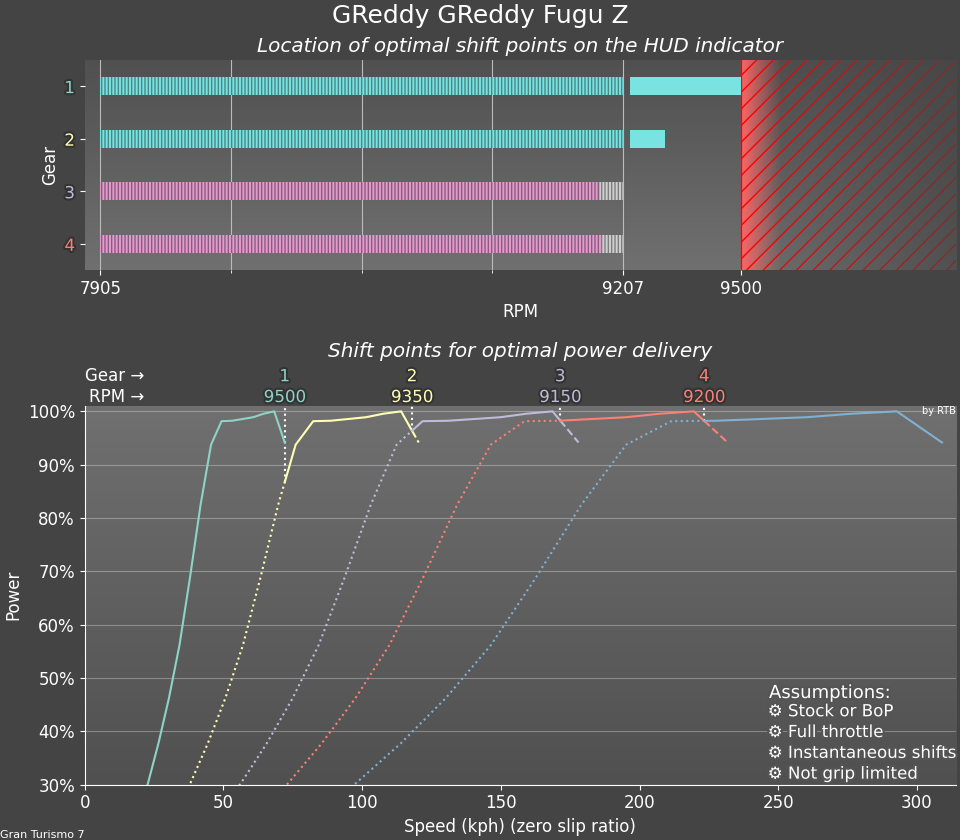 GReddy GReddy Fugu Z
Location of optimal shift points on the HUD indicator
Gear
1
2
3
4
7905 9207 9500
RPM
Shift points for optimal power delivery
Gear → 1 2 3 4
RPM → 9500 9350 9150 9200
by RTB
Power
100%
90%
80%
70%
60%
50%
40%
30%
Assumptions:
⚙ Stock or BoP
⚙ Full throttle
⚙ Instantaneous shifts
⚙ Not grip limited
0 50 100 150 200 250 300
Speed (kph) (zero slip ratio)
Gran Turismo 7